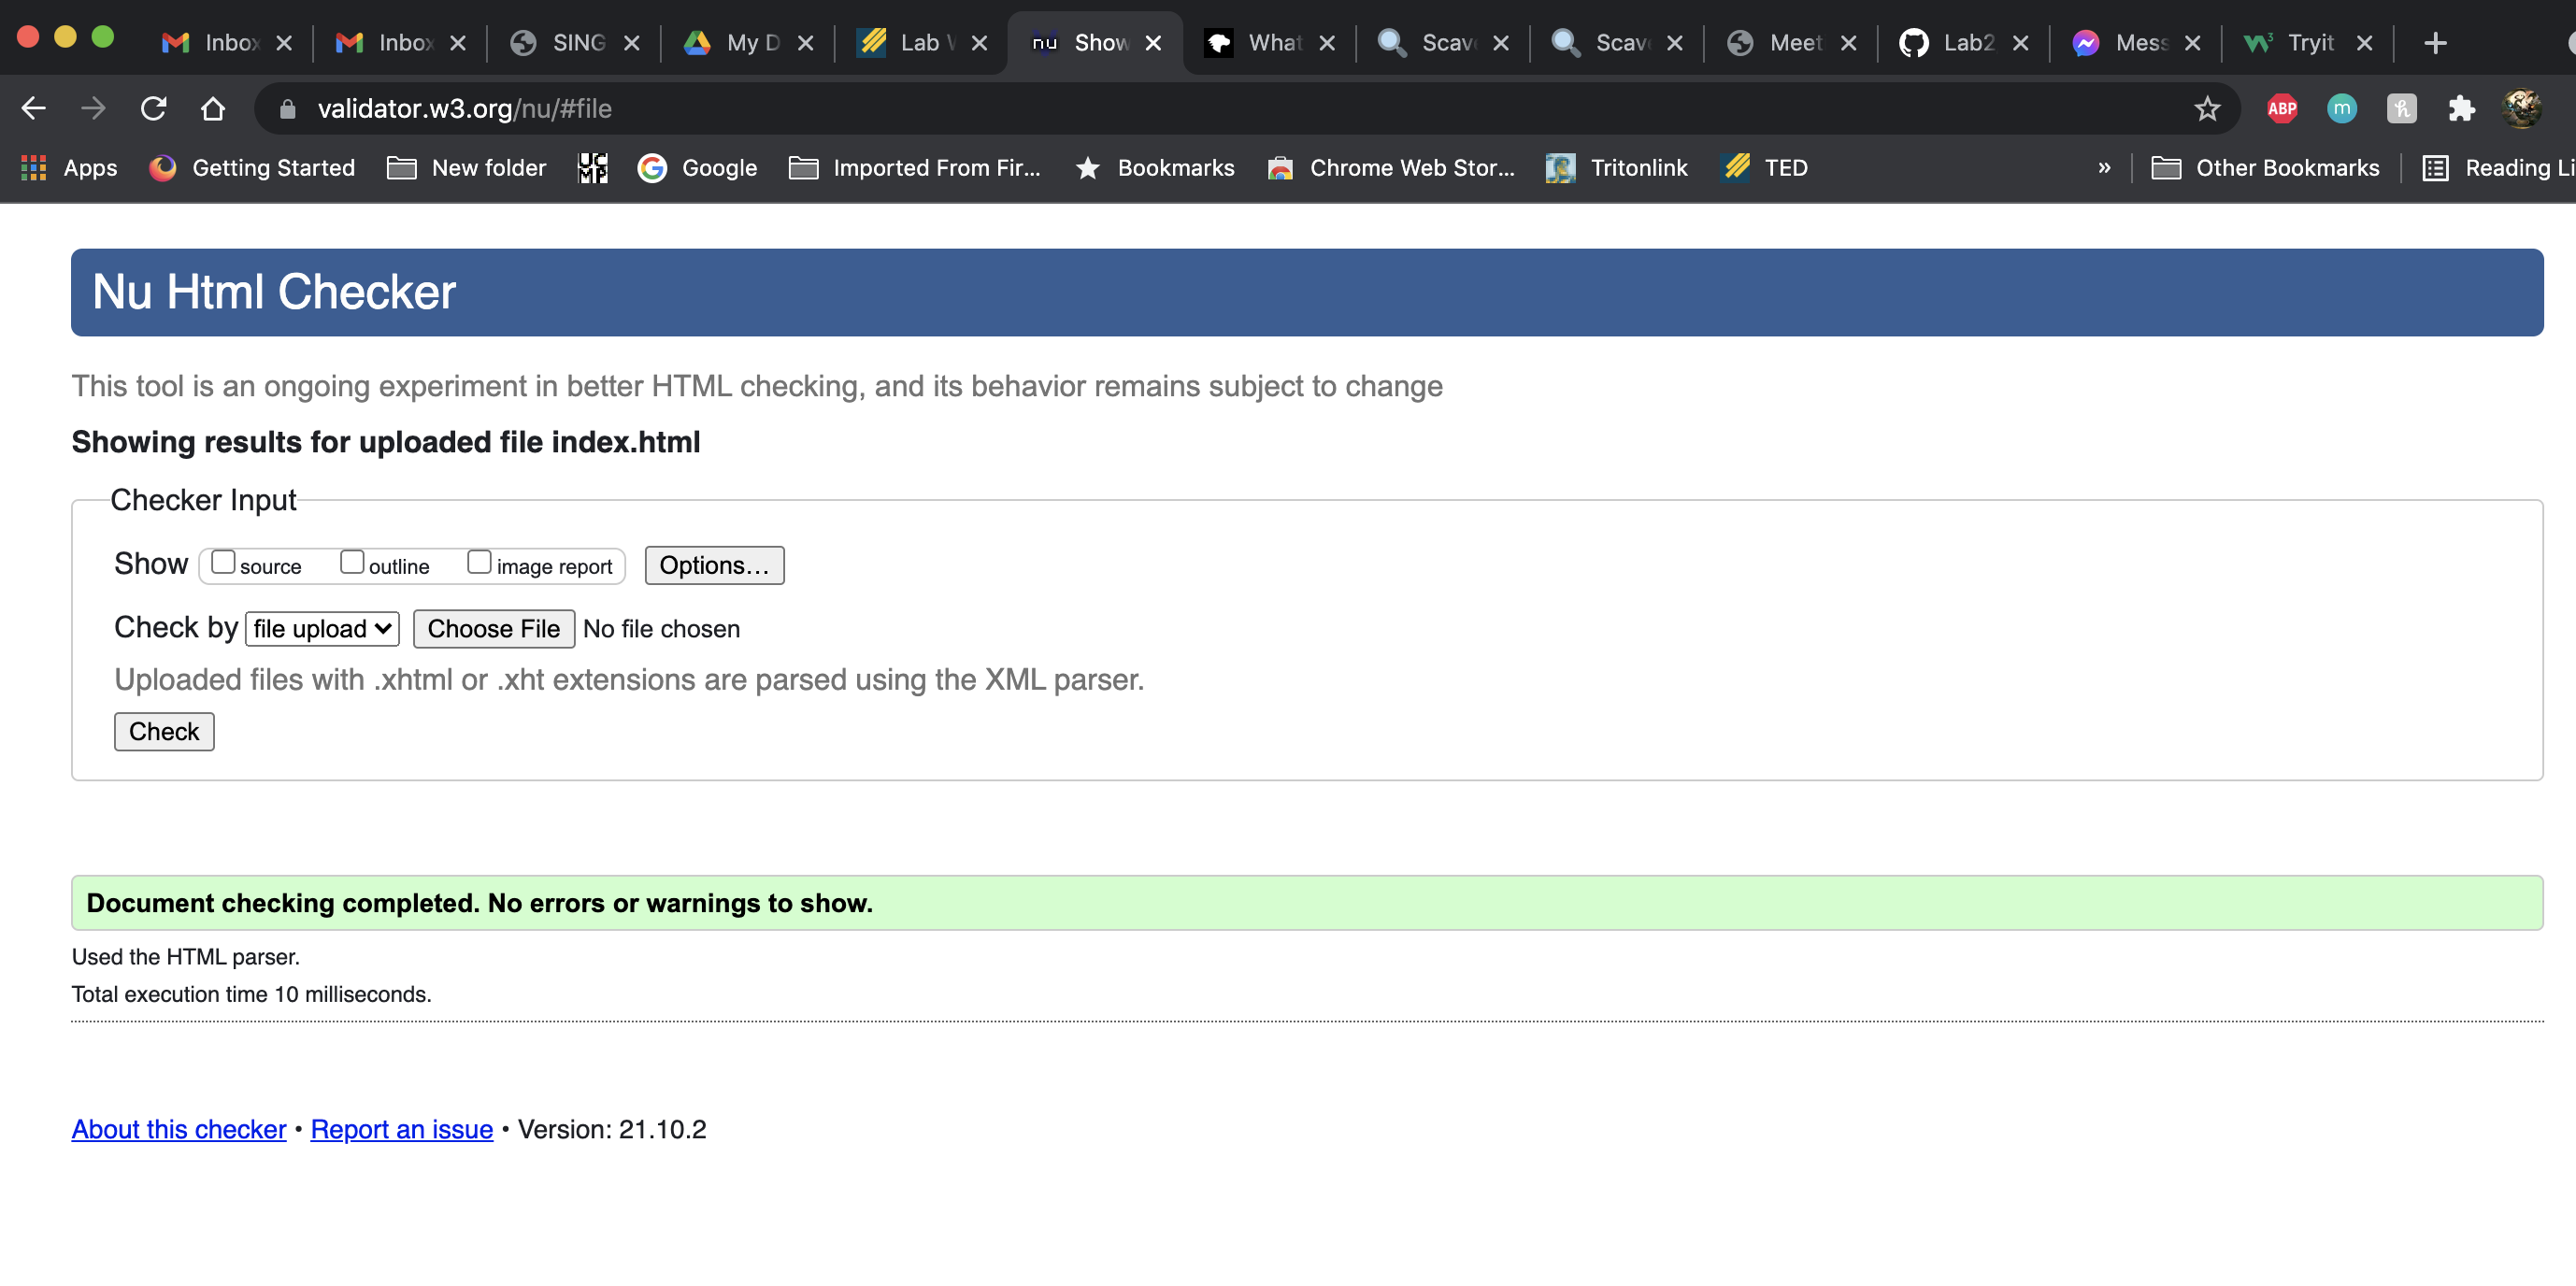 Inbox Inbox SING My D Lab nu Show What Scav Scav Meet Lab2 Mess Tryit
validator.w3.org/nu/#file ABP m h
Apps Getting Started New folder UC MP Google Imported From Fir... Bookmarks Chrome Web Stor... Tritonlink TED » Other Bookmarks Reading Li
Nu Html Checker
This tool is an ongoing experiment in better HTML checking, and its behavior remains subject to change
Showing results for uploaded file index.html
Checker Input
Show source outline image report Options...
Check by file upload Choose File No file chosen
Uploaded files with .xhtml or .xht extensions are parsed using the XML parser.
Check
Document checking completed. No errors or warnings to show.
Used the HTML parser.
Total execution time 10 milliseconds.
About this checker • Report an issue • Version: 21.10.2